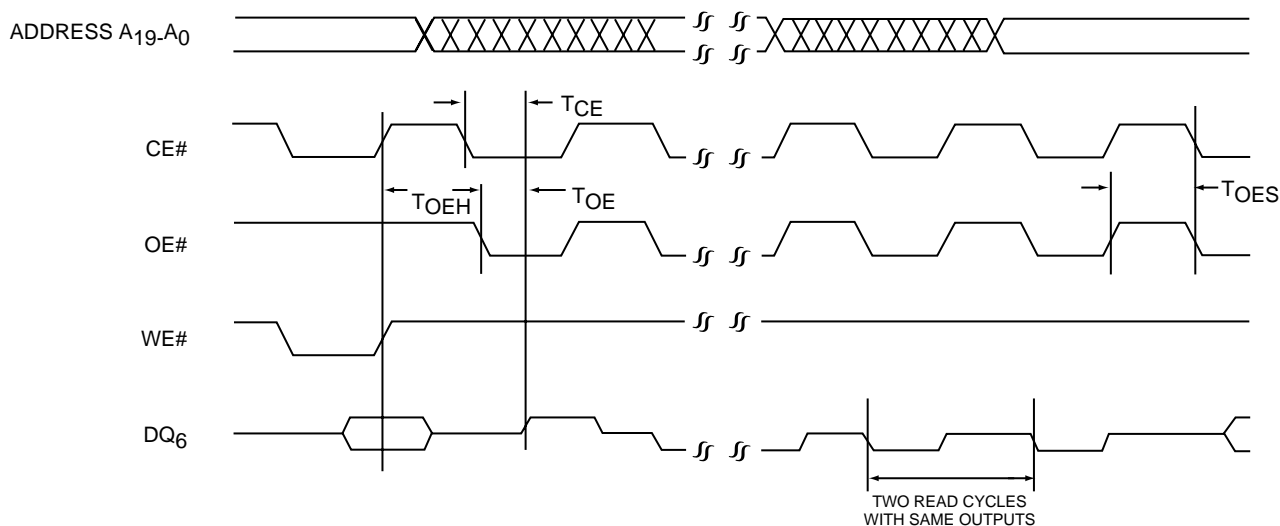 ADDRESS A19-A0
TCE
CE#
TOEH
TOE
TOES
OE#
WE#
DQ6
TWO READ CYCLES
WITH SAME OUTPUTS